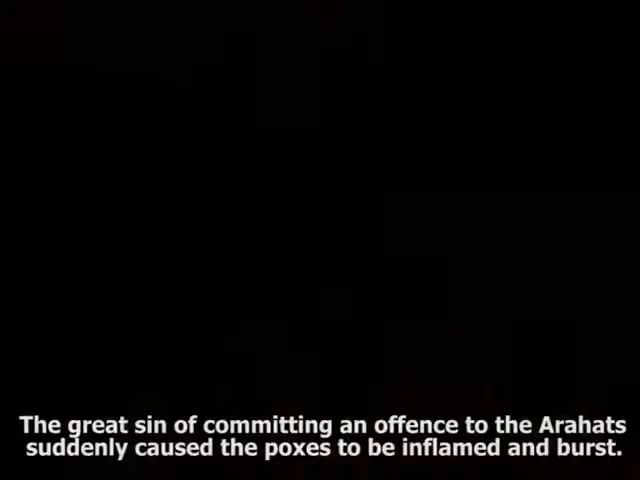 The great sin of committing an offence to the Arahats
suddenly caused the poxes to be inflamed and burst.